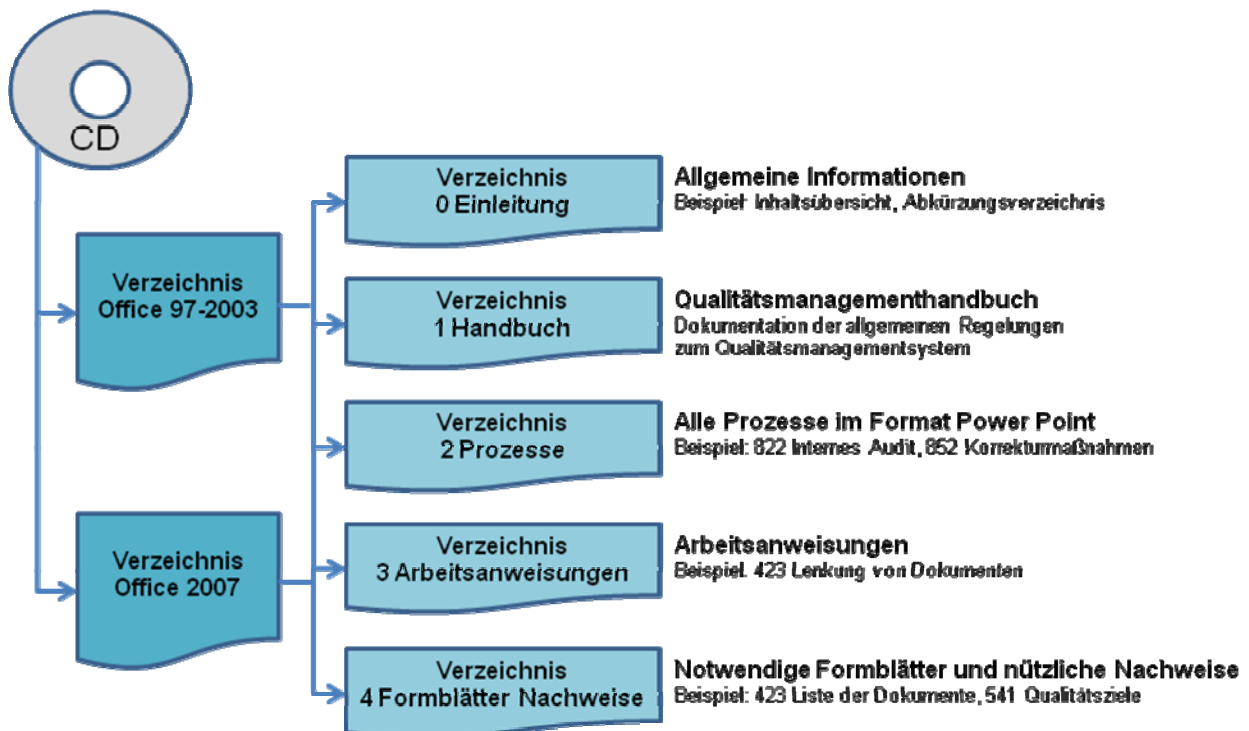 CD
Verzeichnis
Office 97-2003
Verzeichnis
Office 2007
Verzeichnis
0 Einleitung
Allgemeine Informationen
Beispiel: Inhaltsübersicht, Abkürzungsverzeichnis
Verzeichnis
1 Handbuch
Qualitätsmanagementhandbuch
Dokumentation der allgemeinen Regelungen
zum Qualitätsmanagementsystem
Verzeichnis
2 Prozesse
Alle Prozesse im Format Power Point
Beispiel: 822 Internes Audit, 852 Korrekturmaßnahmen
Verzeichnis
3 Arbeitsanweisungen
Arbeitsanweisungen
Beispiel. 423 Lenkung von Dokumenten
Verzeichnis
4 Formblätter Nachweise
Notwendige Formblätter und nützliche Nachweise
Beispiel: 423 Liste der Dokumente, 541 Qualitätsziele